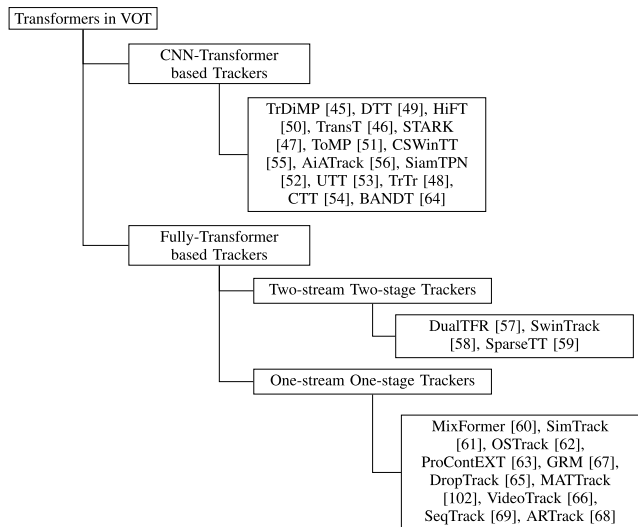 Transformers in VOT
CNN-Transformer
based Trackers
TrDiMP [45], DTT [49], HiFT
[50], TransT [46], STARK
[47], ToMP [51], CSWinTT
[55], AiATrack [56], SiamTPN
[52], UTT [53], TrTr [48],
CTT [54], BANDT [64]
Fully-Transformer
based Trackers
Two-stream Two-stage Trackers
DualTFR [57], SwinTrack
[58], SparseTT [59]
One-stream One-stage Trackers
MixFormer [60], SimTrack
[61], OSTrack [62],
ProContEXT [63], GRM [67],
DropTrack [65], MATTrack
[102], VideoTrack [66],
SeqTrack [69], ARTrack [68]